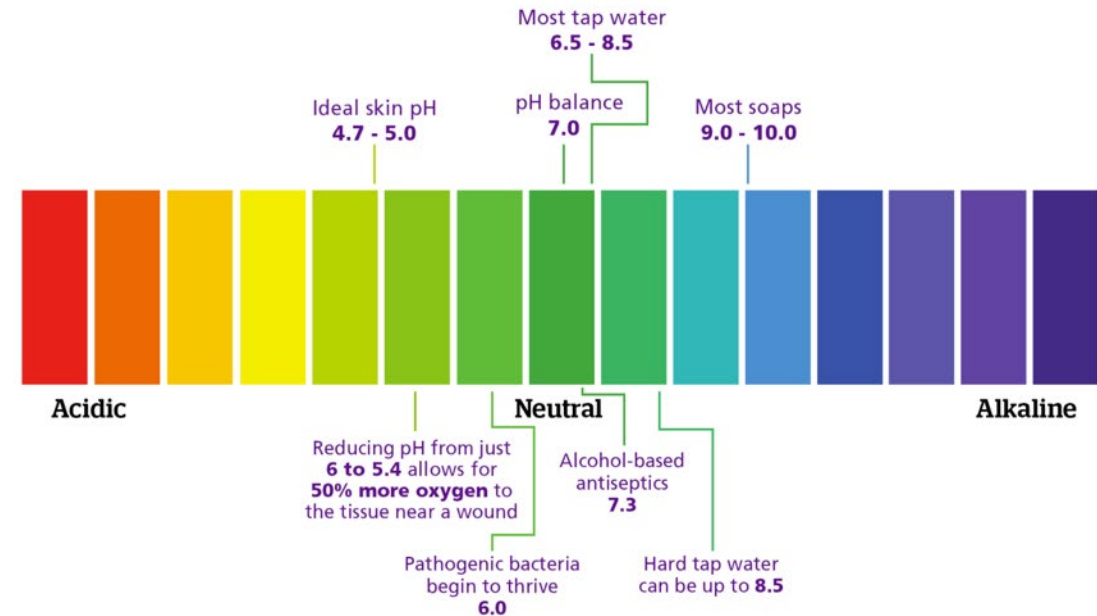 Most tap water
6.5 - 8.5
Ideal skin pH
4.7 - 5.0
pH balance
7.0
Most soaps
9.0 - 10.0
Acidic
Neutral
Alkaline
Reducing pH from just
6 to 5.4 allows for
50% more oxygen to
the tissue near a wound
Alcohol-based
antiseptics
7.3
Pathogenic bacteria
begin to thrive
6.0
Hard tap water
can be up to 8.5